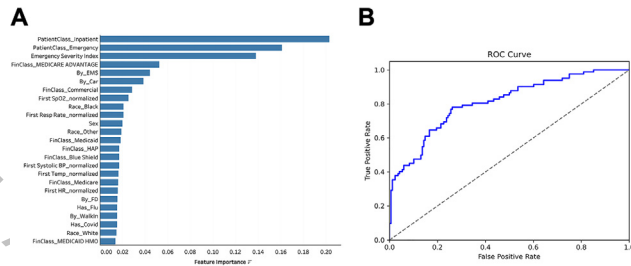 A
PatientClass_Inpatient
PatientClass_Emergency
Emergency Severity Index
FinClass_MEDICARE ADVANTAGE
By_EMS
By_Car
FinClass_Commercial
First SpO2_normalized
Race_Black
First Resp Rate_normalized
Sex
Race_Other
FinClass_Medicaid
FinClass_HAP
FinClass_Blue Shield
First Systolic BP_normalized
First Temp_normalized
FinClass_Medicare
First HR_normalized
By_FD
Has_Flu
By_Walkin
Has_Covid
Race_White
FinClass_MEDICAID HMO
0.00 0.02 0.04 0.06 0.08 0.10 0.12 0.14 0.16 0.18 0.20
Feature Importance
B
ROC Curve
True Positive Rate
1.0
0.8
0.6
0.4
0.2
0.0
0.0 0.2 0.4 0.6 0.8 1.0
False Positive Rate